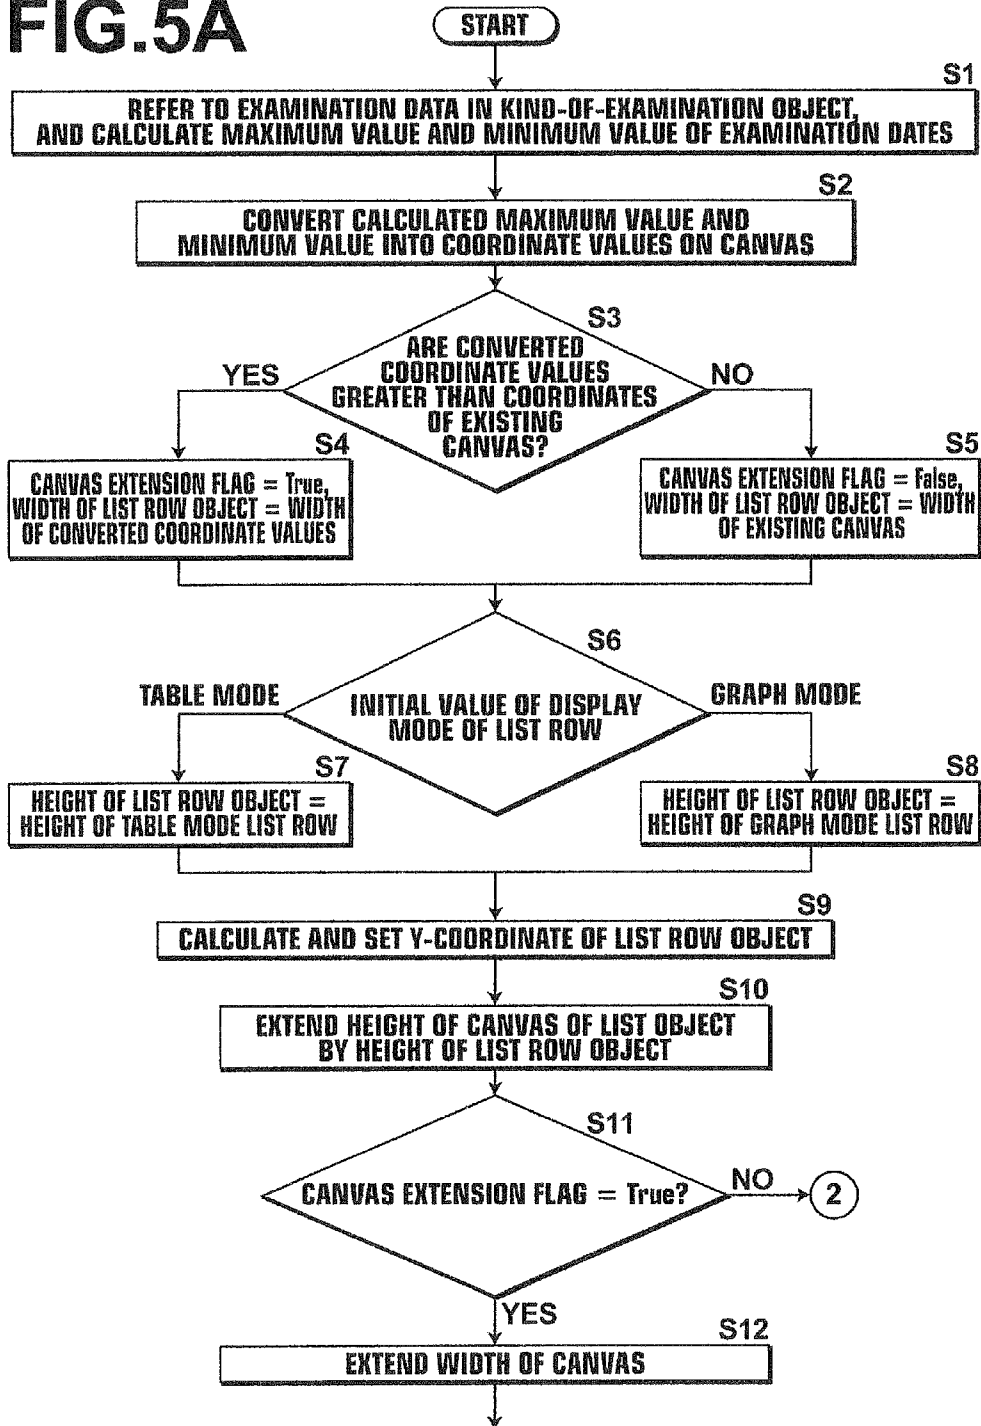 FIG.5A
START
S1
REFER TO EXAMINATION DATA IN KIND-OF-EXAMINATION OBJECT,
AND CALCULATE MAXIMUM VALUE AND MINIMUM VALUE OF EXAMINATION DATES
S2
CONVERT CALCULATED MAXIMUM VALUE AND
MINIMUM VALUE INTO COORDINATE VALUES ON CANVAS
S3
ARE CONVERTED
COORDINATE VALUES
GREATER THAN COORDINATES
OF EXISTING
CANVAS?
YES
NO
S4
CANVAS EXTENSION FLAG = True,
WIDTH OF LIST ROW OBJECT = WIDTH
OF CONVERTED COORDINATE VALUES
S5
CANVAS EXTENSION FLAG = False,
WIDTH OF LIST ROW OBJECT = WIDTH
OF EXISTING CANVAS
S6
INITIAL VALUE OF DISPLAY
MODE OF LIST ROW
TABLE MODE
GRAPH MODE
S7
HEIGHT OF LIST ROW OBJECT =
HEIGHT OF TABLE MODE LIST ROW
S8
HEIGHT OF LIST ROW OBJECT =
HEIGHT OF GRAPH MODE LIST ROW
S9
CALCULATE AND SET Y-COORDINATE OF LIST ROW OBJECT
S10
EXTEND HEIGHT OF CANVAS OF LIST OBJECT
BY HEIGHT OF LIST ROW OBJECT
S11
CANVAS EXTENSION FLAG = True?
NO
2
YES
S12
EXTEND WIDTH OF CANVAS